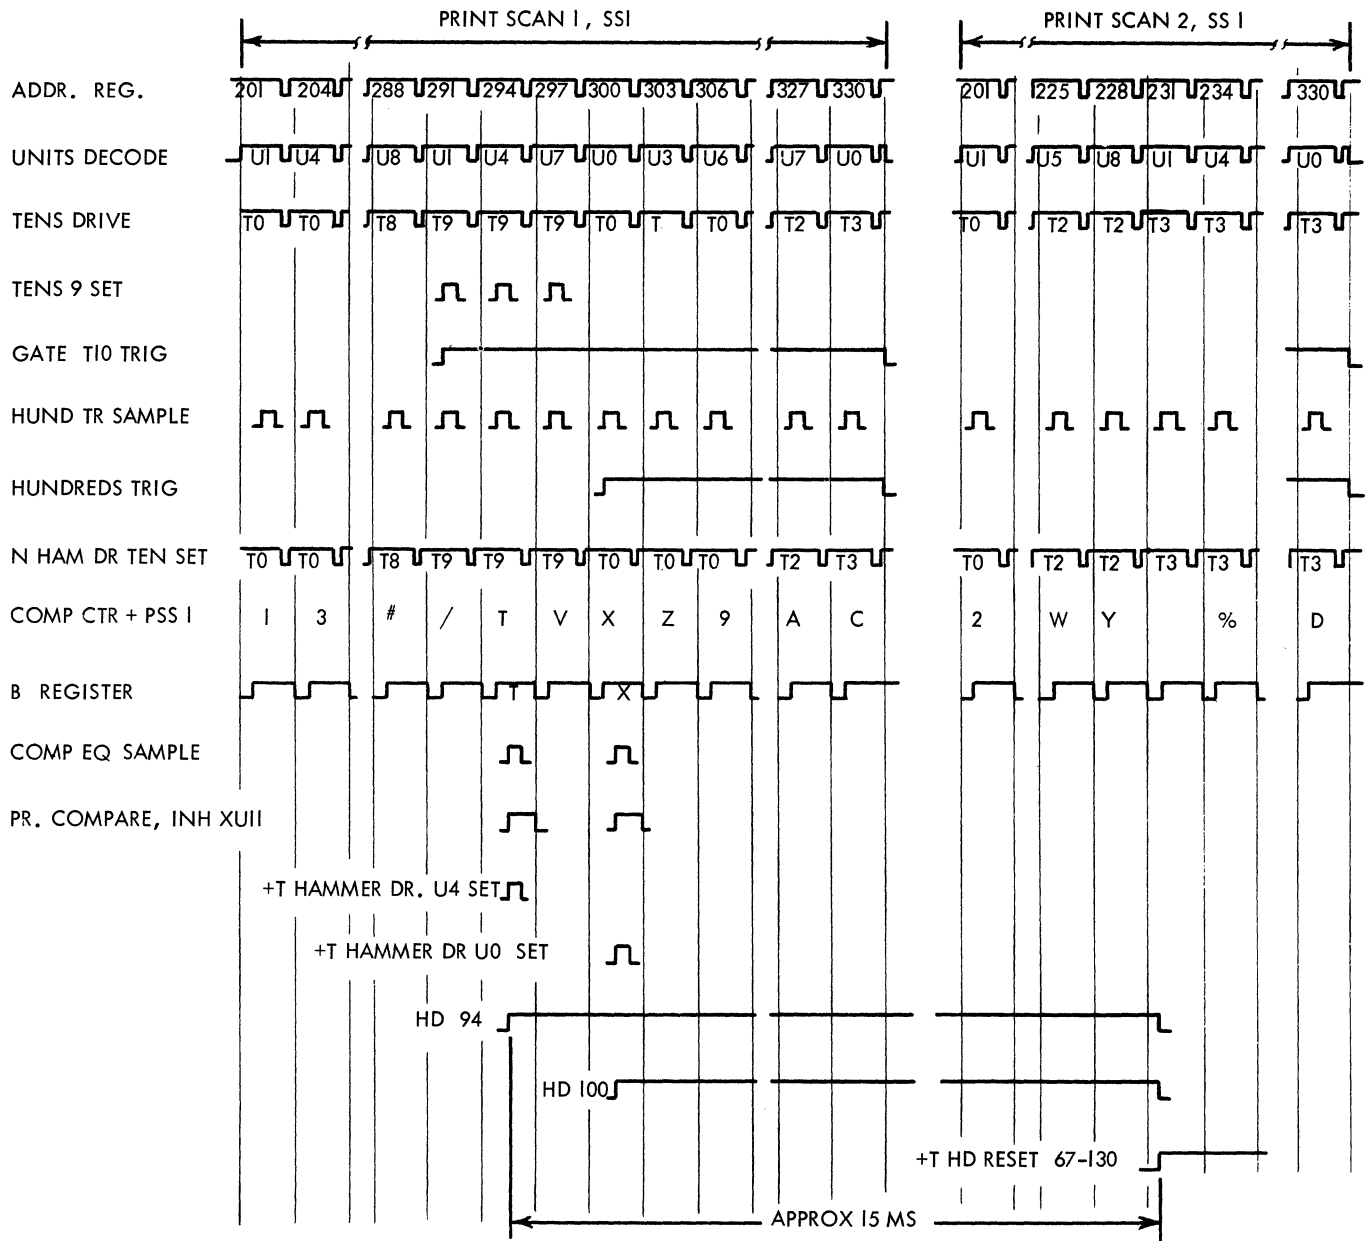 PRINT SCAN 1, SS1 PRINT SCAN 2, SS 1
ADDR. REG. 201 204 288 291 294 297 300 303 306 327 330 201 225 228 231 234 330
UNITS DECODE U1 U4 U8 U1 U4 U7 U0 U3 U6 U7 U0 U1 U5 U8 U1 U4 U0
TENS DRIVE T0 T0 T8 T9 T9 T9 T0 T T0 T2 T3 T0 T2 T2 T3 T3 T3
TENS 9 SET
GATE T10 TRIG
HUND TR SAMPLE
HUNDREDS TRIG
N HAM DR TEN SET T0 T0 T8 T9 T9 T9 T0 T0 T0 T2 T3 T0 T2 T2 T3 T3 T3
COMP CTR + PSS 1 1 3 # / T V X Z 9 A C 2 W Y % D
B REGISTER T X
COMP EQ SAMPLE
PR. COMPARE, INH XU11
+T HAMMER DR. U4 SET
+T HAMMER DR U0 SET
HD 94
HD 100
+T HD RESET 67-130
APPROX 15 MS